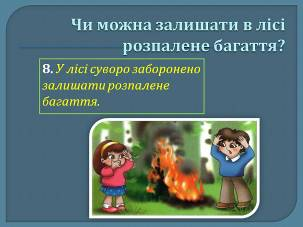 Чи можна залишати в лісі
розпалене багаття?
8. У лісі суворо заборонено
залишати розпалене
багаття.